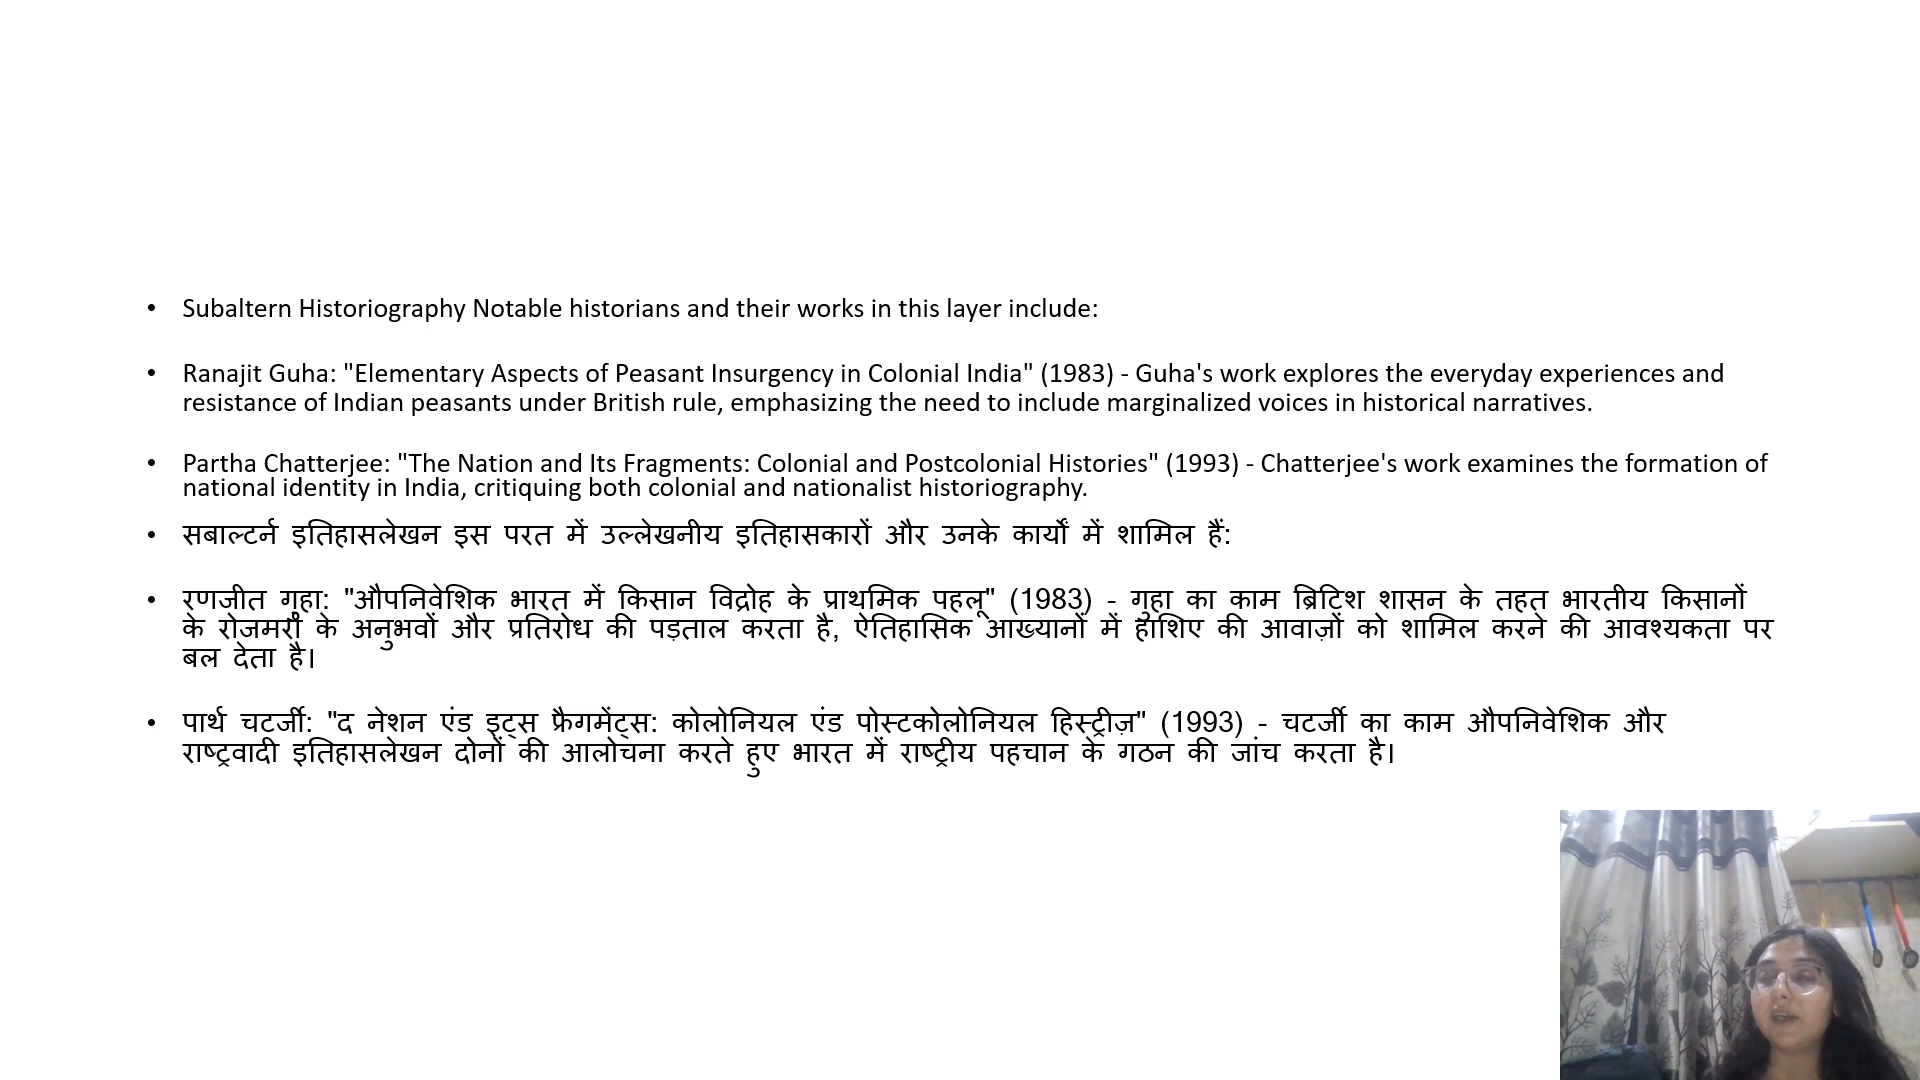 • Subaltern Historiography Notable historians and their works in this layer include:
• Ranajit Guha: "Elementary Aspects of Peasant Insurgency in Colonial India" (1983) - Guha's work explores the everyday experiences and
resistance of Indian peasants under British rule, emphasizing the need to include marginalized voices in historical narratives.
• Partha Chatterjee: "The Nation and Its Fragments: Colonial and Postcolonial Histories" (1993) - Chatterjee's work examines the formation of
national identity in India, critiquing both colonial and nationalist historiography.
• सबाल्टर्न इतिहासलेखन इस परत में उल्लेखनीय इतिहासकारों और उनके कार्यों में शामिल हैं:
• रणजीत गुहा: "औपनिवेशिक भारत में किसान विद्रोह के प्राथमिक पहलू" (1983) - गुहा का काम ब्रिटिश शासन के तहत भारतीय किसानों
के रोजमर्रा के अनुभवों और प्रतिरोध की पड़ताल करता है, ऐतिहासिक आख्यानों में हाशिए की आवाज़ों को शामिल करने की आवश्यकता पर
बल देता है।
• पार्थ चटर्जी: "द नेशन एंड इट्स फ्रैगमेंट्स: कोलोनियल एंड पोस्टकोलोनियल हिस्ट्रीज़" (1993) - चटर्जी का काम औपनिवेशिक और
राष्ट्रवादी इतिहासलेखन दोनों की आलोचना करते हुए भारत में राष्ट्रीय पहचान के गठन की जांच करता है।